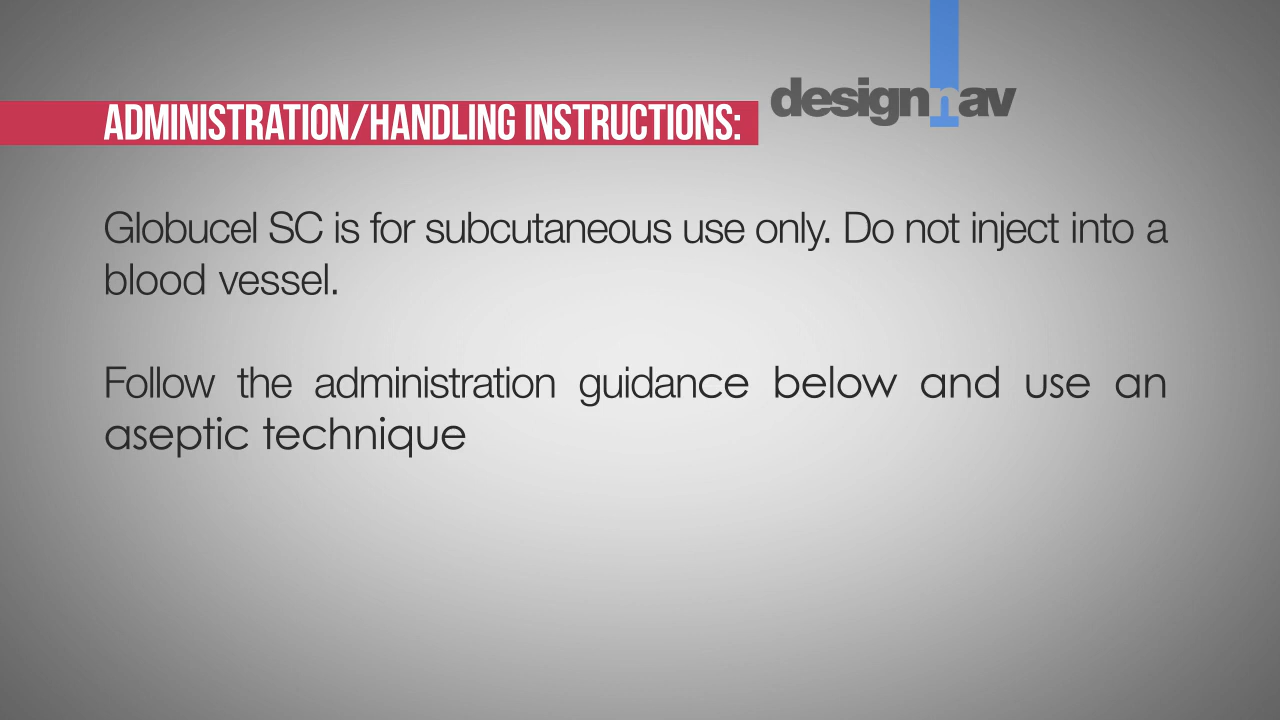 ADMINISTRATION/HANDLING INSTRUCTIONS:
designnav
Globucel SC is for subcutaneous use only. Do not inject into a
blood vessel.
Follow the administration guidance below and use an
aseptic technique